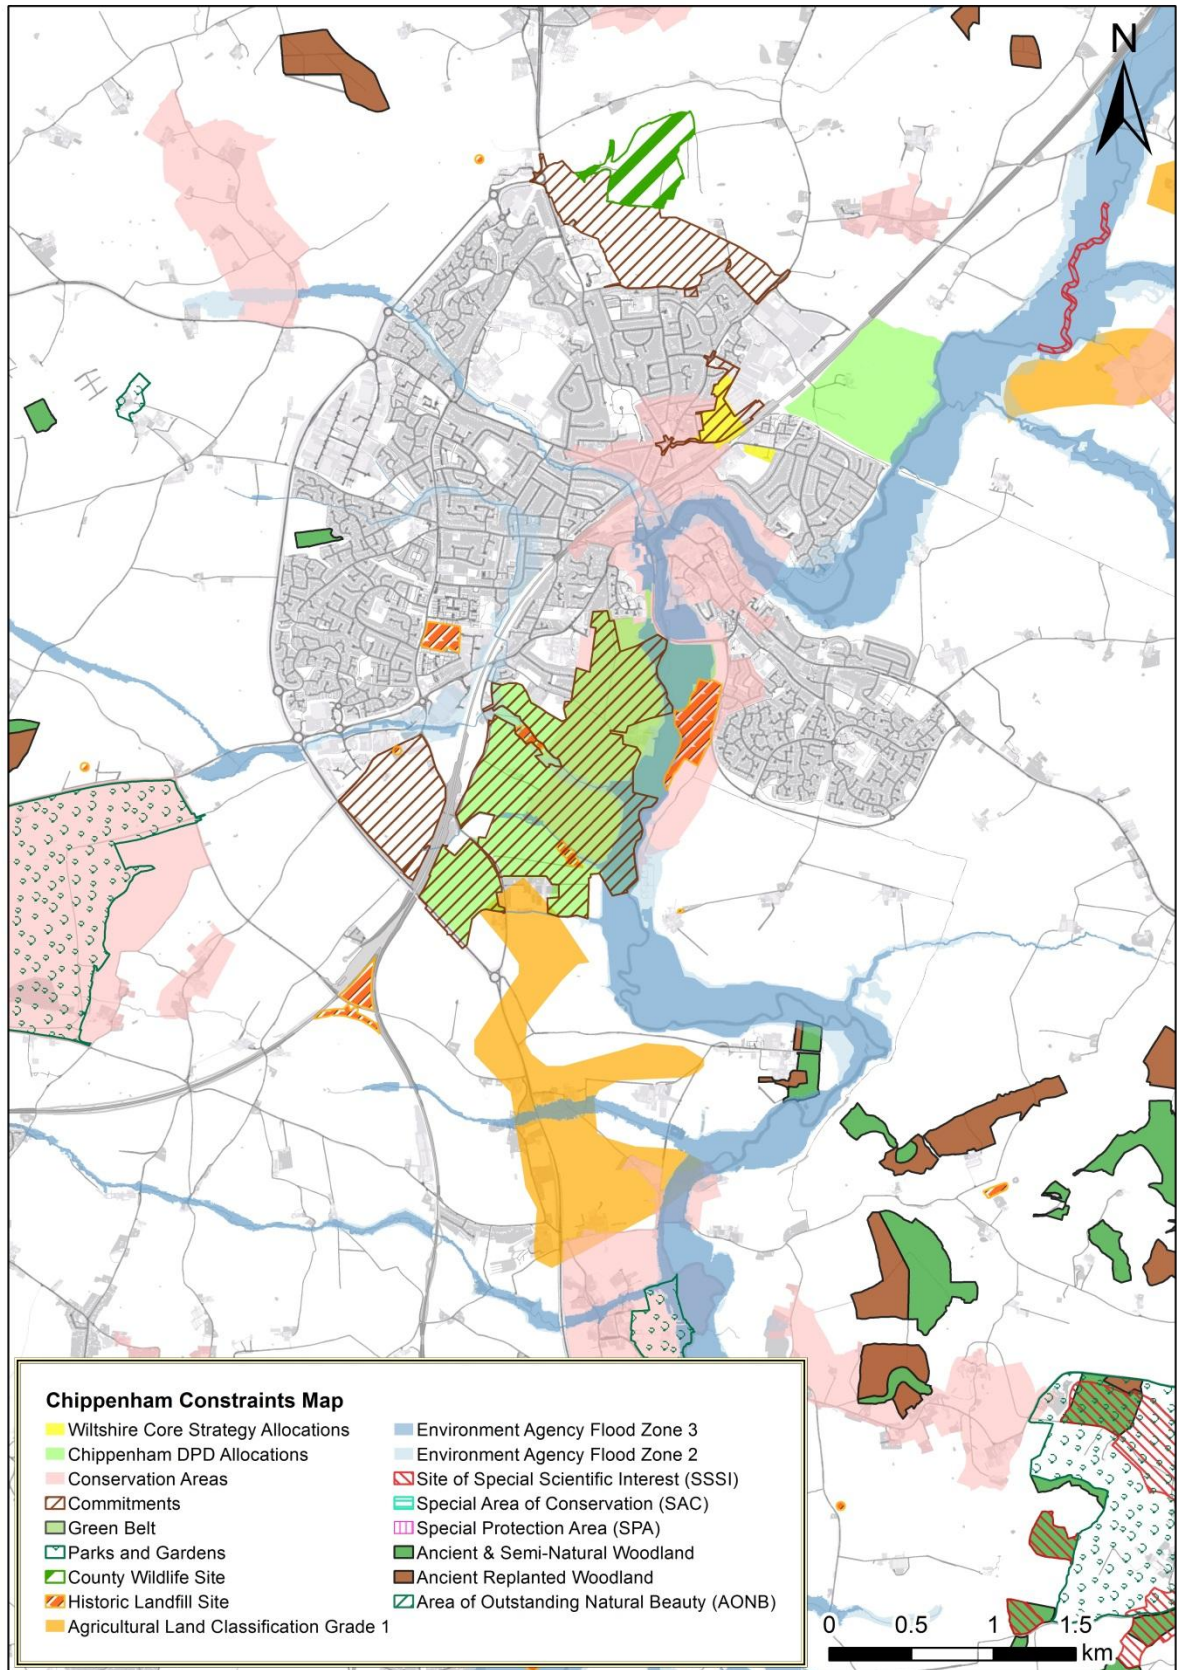 N
Chippenham Constraints Map
Wiltshire Core Strategy Allocations
Chippenham DPD Allocations
Conservation Areas
Commitments
Green Belt
Parks and Gardens
County Wildlife Site
Historic Landfill Site
Agricultural Land Classification Grade 1
Environment Agency Flood Zone 3
Environment Agency Flood Zone 2
Site of Special Scientific Interest (SSSI)
Special Area of Conservation (SAC)
Special Protection Area (SPA)
Ancient & Semi-Natural Woodland
Ancient Replanted Woodland
Area of Outstanding Natural Beauty (AONB)
0 0.5 1 1.5
km